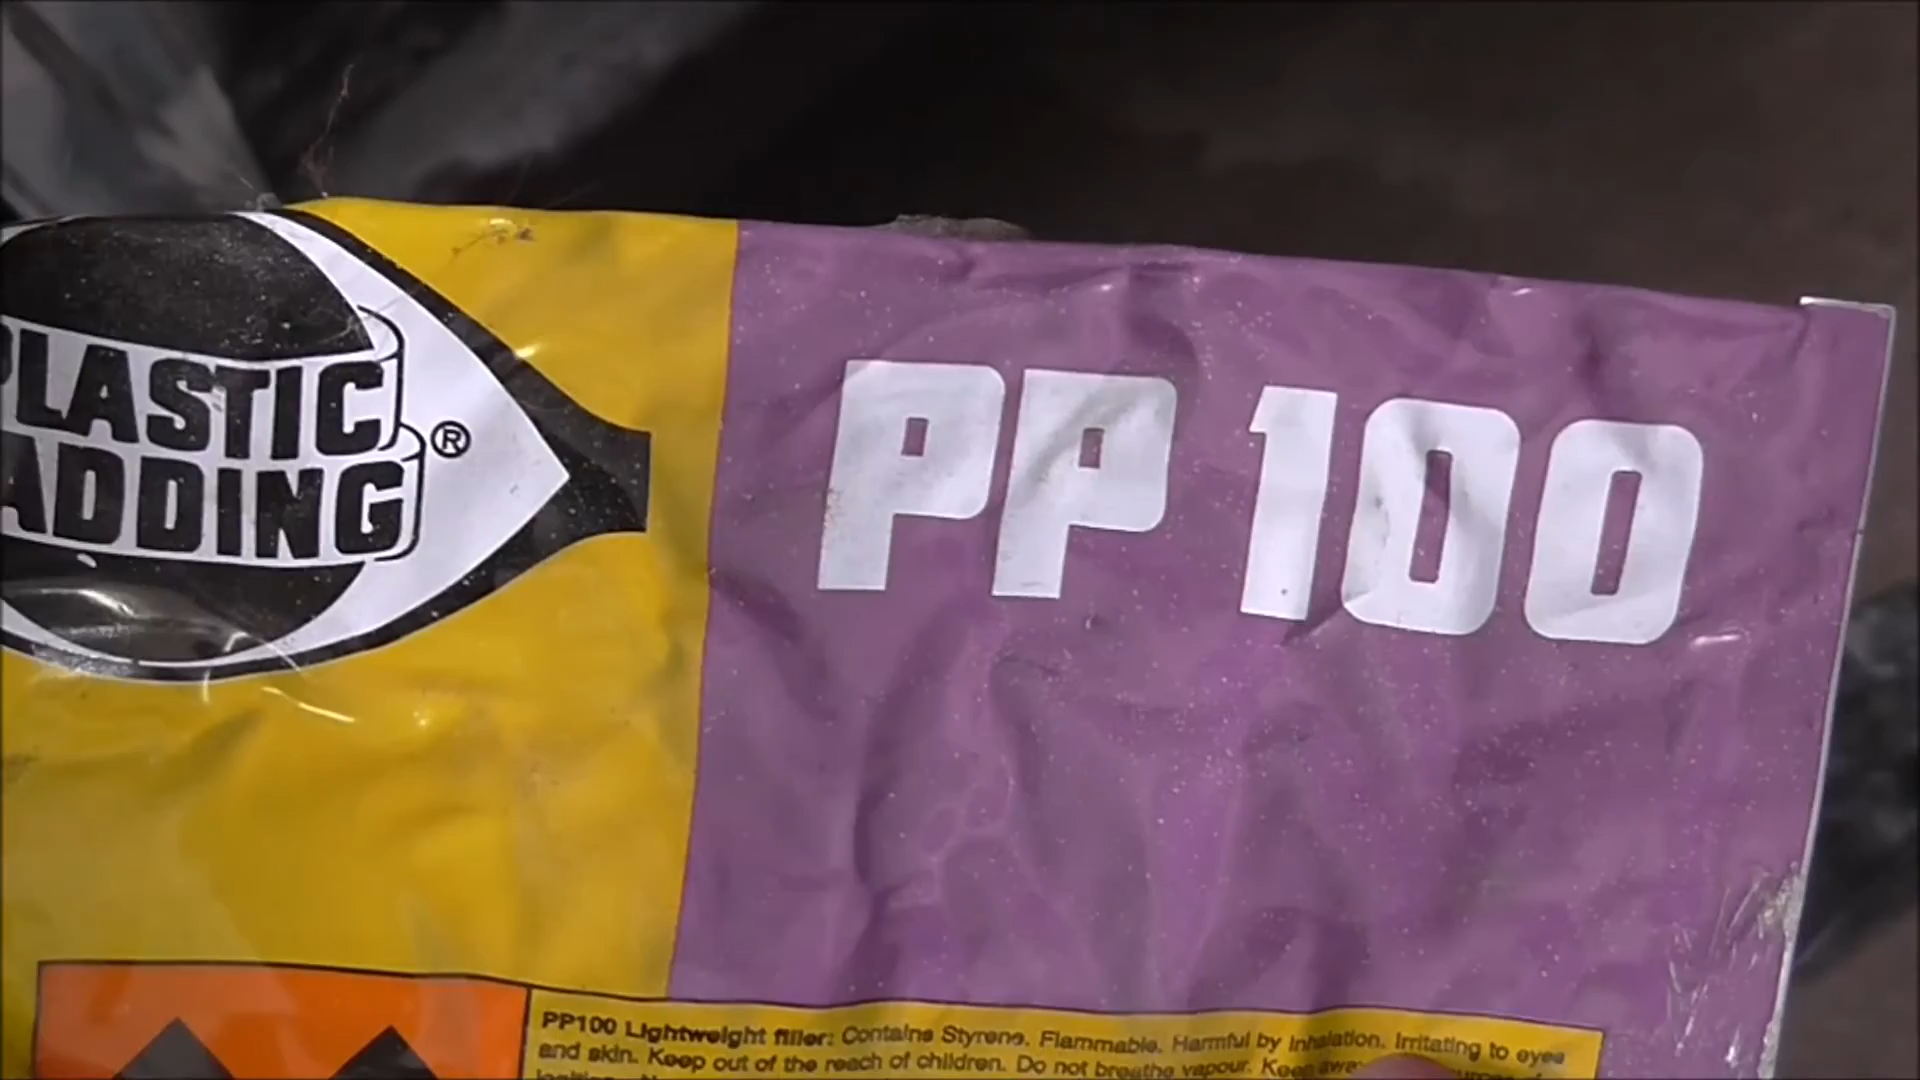 PLASTIC
ADDING®
PP 100
PP100 Lightweight filler: Contains Styrene. Flammable. Harmful by inhalation. Irritating to eyes
and skin. Keep out of the reach of children. Do not breathe vapour. Keep away